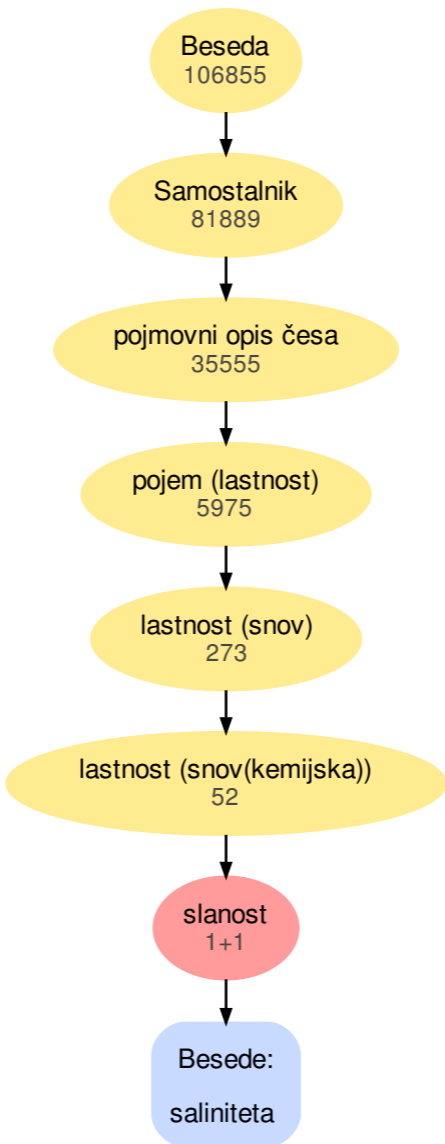 Beseda
106855
Samostalnik
81889
pojmovni opis česa
35555
pojem (lastnost)
5975
lastnost (snov)
273
lastnost (snov(kemijska))
52
slanost
1+1
Besede:
saliniteta